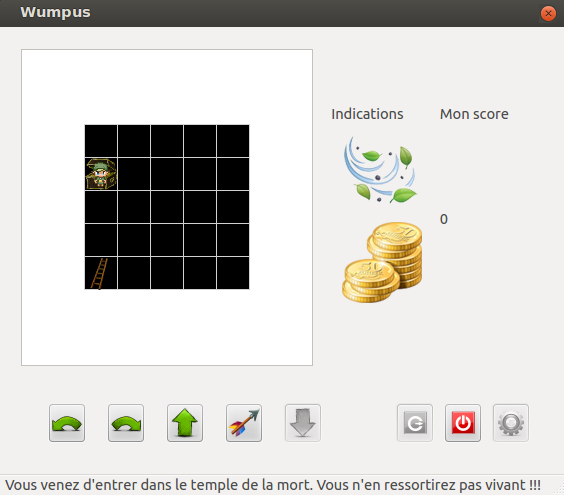 Wumpus
Indications
Mon score
0
Vous venez d'entrer dans le temple de la mort. Vous n'en ressortirez pas vivant !!!